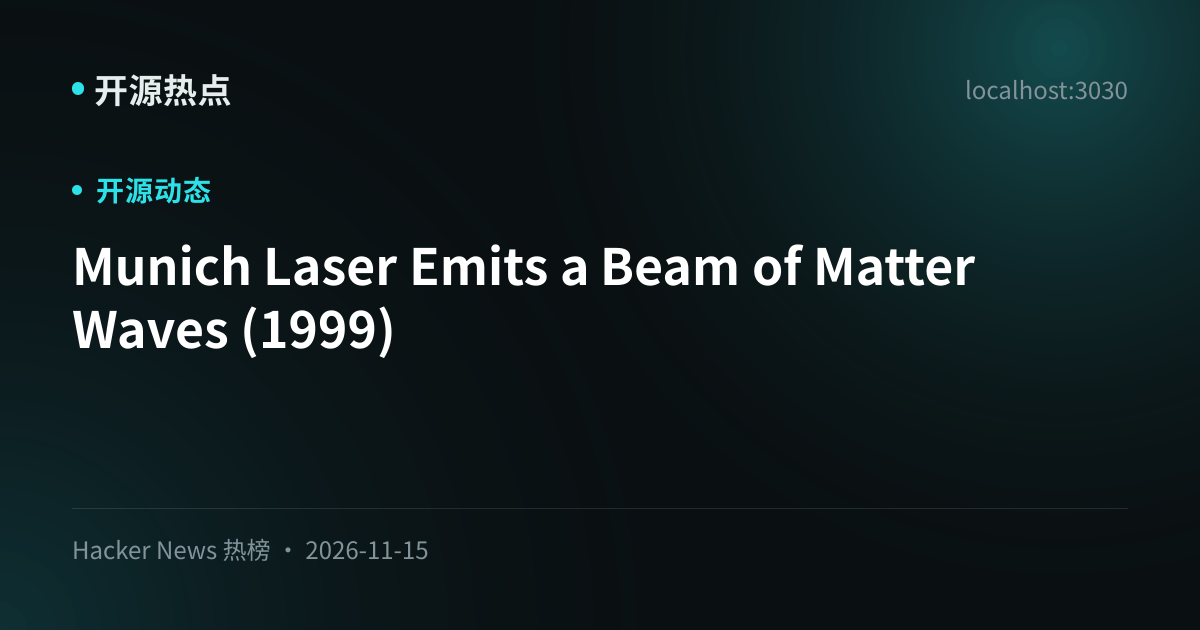 开源热点
localhost:3030
开源动态
Munich Laser Emits a Beam of Matter
Waves (1999)
Hacker News 热榜 · 2026-11-15